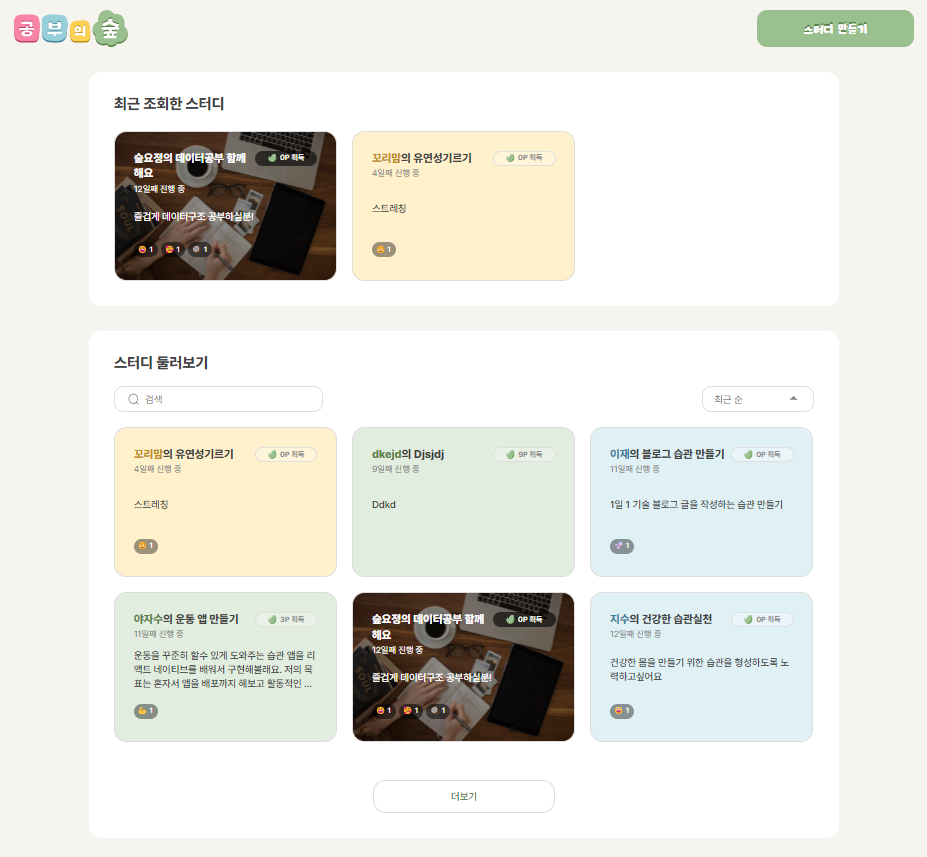 공부의숲
스터디 만들기
최근 조회한 스터디
숲요정의 데이터공부 함께
해요
0P 획득
12일째 진행 중
즐겁게 데이터구조 공부하실분!
1 1 1
꼬리맘의 유연성기르기
0P 획득
4일째 진행 중
스트레칭
1
스터디 둘러보기
검색
최근 순
꼬리맘의 유연성기르기
0P 획득
4일째 진행 중
스트레칭
1
dkejd의 Djsjdj
9P 획득
9일째 진행 중
Ddkd
이재의 블로그 습관 만들기
0P 획득
11일째 진행 중
1일 1 기술 블로그 글을 작성하는 습관 만들기
1
야자수의 운동 앱 만들기
3P 획득
11일째 진행 중
운동을 꾸준히 할수 있게 도와주는 습관 앱을 리
액트 네이티브를 배워서 구현해볼래요. 저의 목
표는 혼자서 앱을 배포까지 해보고 활동적인 ...
1
숲요정의 데이터공부 함께
해요
0P 획득
12일째 진행 중
즐겁게 데이터구조 공부하실분!
1 1 1
지수의 건강한 습관실천
0P 획득
12일째 진행 중
건강한 몸을 만들기 위한 습관을 형성하도록 노
력하고싶어요
1
더보기